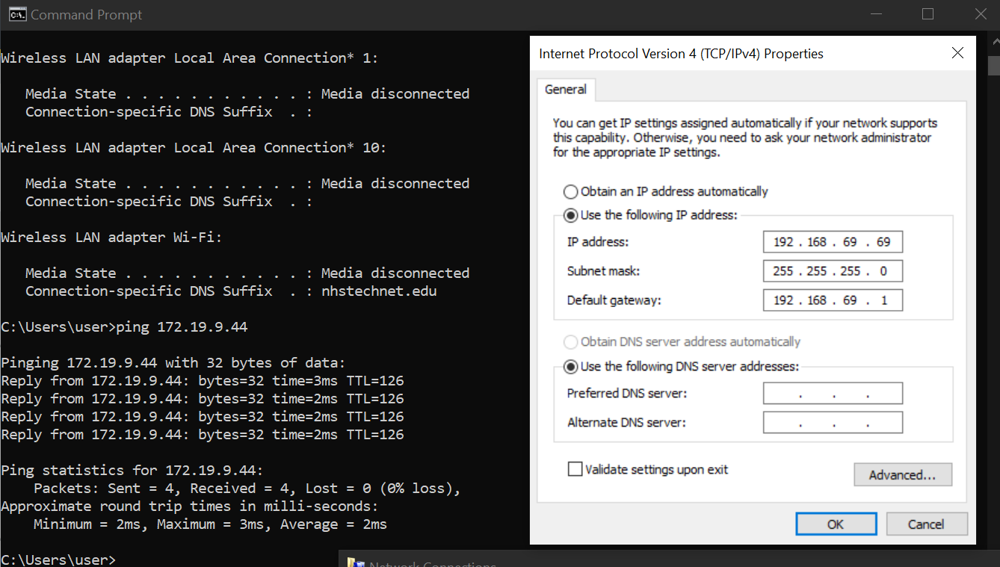 Command Prompt
Wireless LAN adapter Local Area Connection* 1:
Media State . . . . . . . . . . . : Media disconnected
Connection-specific DNS Suffix  . :
Wireless LAN adapter Local Area Connection* 10:
Media State . . . . . . . . . . . : Media disconnected
Connection-specific DNS Suffix  . :
Wireless LAN adapter Wi-Fi:
Media State . . . . . . . . . . . : Media disconnected
Connection-specific DNS Suffix  . : nhstechnet.edu
C:\Users\user>ping 172.19.9.44
Pinging 172.19.9.44 with 32 bytes of data:
Reply from 172.19.9.44: bytes=32 time=3ms TTL=126
Reply from 172.19.9.44: bytes=32 time=2ms TTL=126
Reply from 172.19.9.44: bytes=32 time=2ms TTL=126
Reply from 172.19.9.44: bytes=32 time=2ms TTL=126
Ping statistics for 172.19.9.44:
Packets: Sent = 4, Received = 4, Lost = 0 (0% loss),
Approximate round trip times in milli-seconds:
Minimum = 2ms, Maximum = 3ms, Average = 2ms
C:\Users\user>
Internet Protocol Version 4 (TCP/IPv4) Properties
General
You can get IP settings assigned automatically if your network supports
this capability. Otherwise, you need to ask your network administrator
for the appropriate IP settings.
Obtain an IP address automatically
Use the following IP address:
IP address: 192 . 168 . 69 . 69
Subnet mask: 255 . 255 . 255 . 0
Default gateway: 192 . 168 . 69 . 1
Obtain DNS server address automatically
Use the following DNS server addresses:
Preferred DNS server: . . .
Alternate DNS server: . . .
Validate settings upon exit
Advanced...
OK Cancel
Network Connections